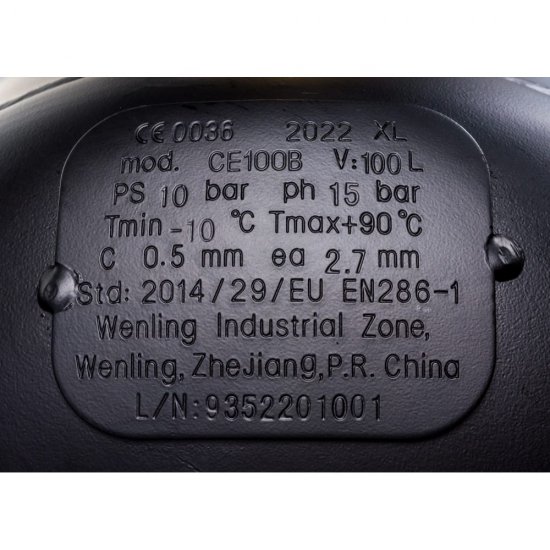 CE 0036 2022 XL
mod. CE100B V:100L
PS 10 bar ph 15 bar
Tmin -10 °C Tmax+90°C
C 0.5 mm ea 2.7 mm
Std: 2014/29/EU EN286-1
Wenling Industrial Zone,
Wenling, ZheJiang,P.R. China
L/N:9352201001